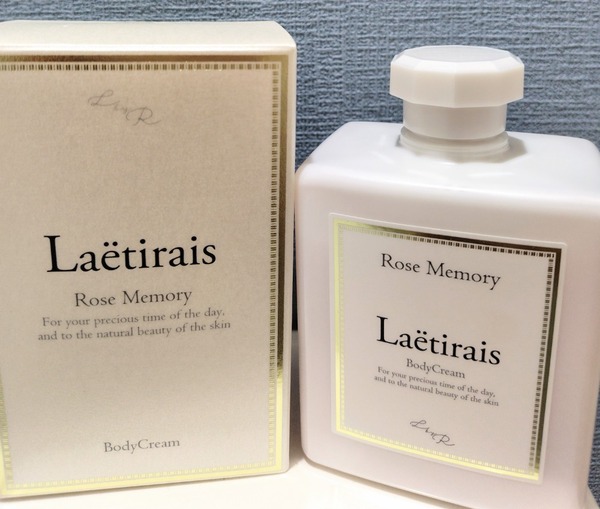 Laëtirais
Rose Memory
For your precious time of the day,
and to the natural beauty of the skin
BodyCream
Rose Memory
Laëtirais
BodyCream
For your precious time of the day,
and to the natural beauty of the skin